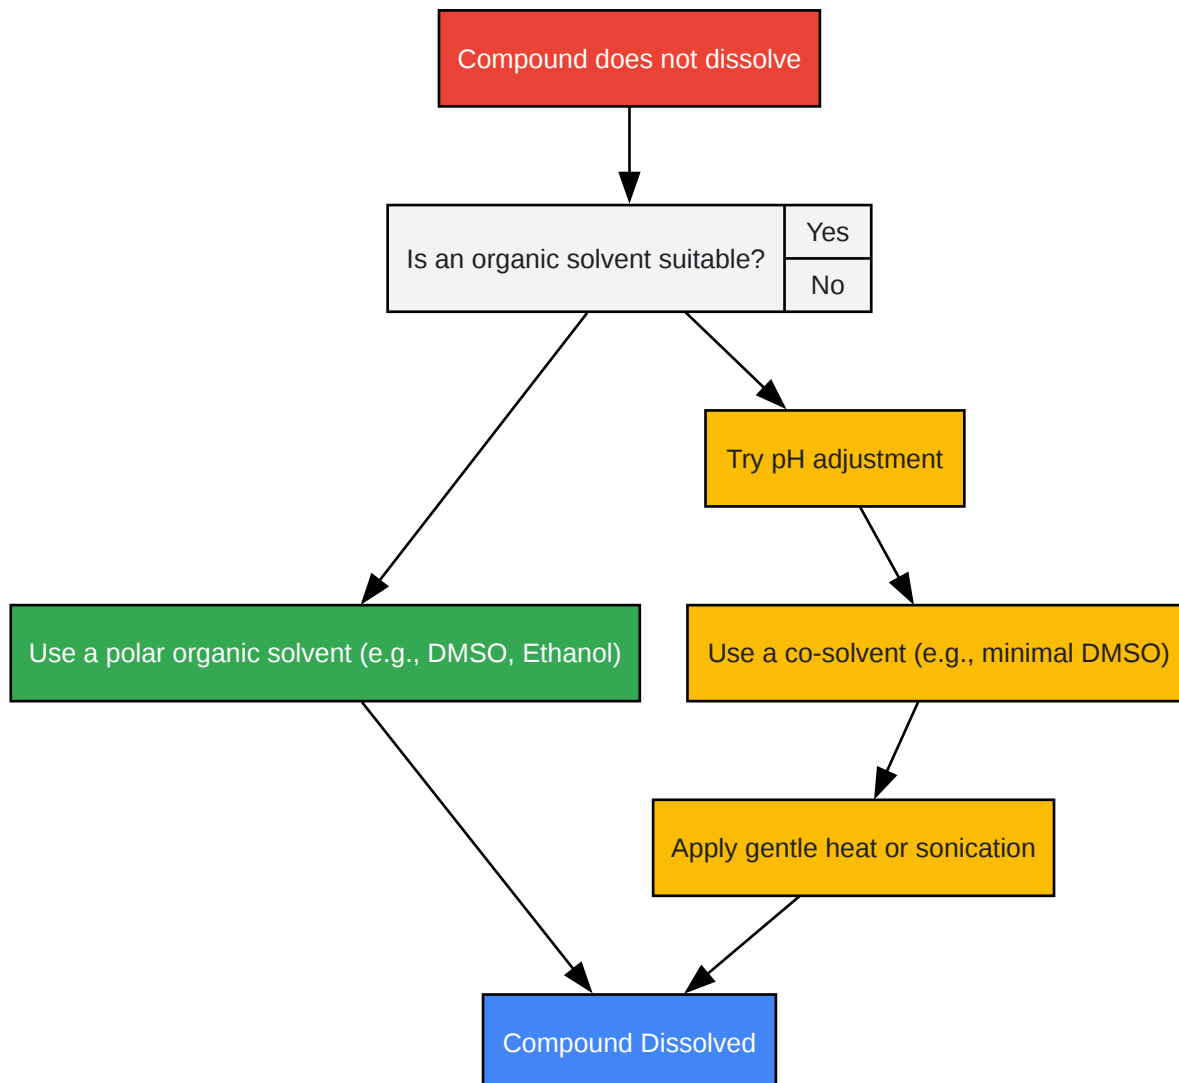 Compound does not dissolve
Is an organic solvent suitable?
Yes
No
Try pH adjustment
Use a polar organic solvent (e.g., DMSO, Ethanol)
Use a co-solvent (e.g., minimal DMSO)
Apply gentle heat or sonication
Compound Dissolved